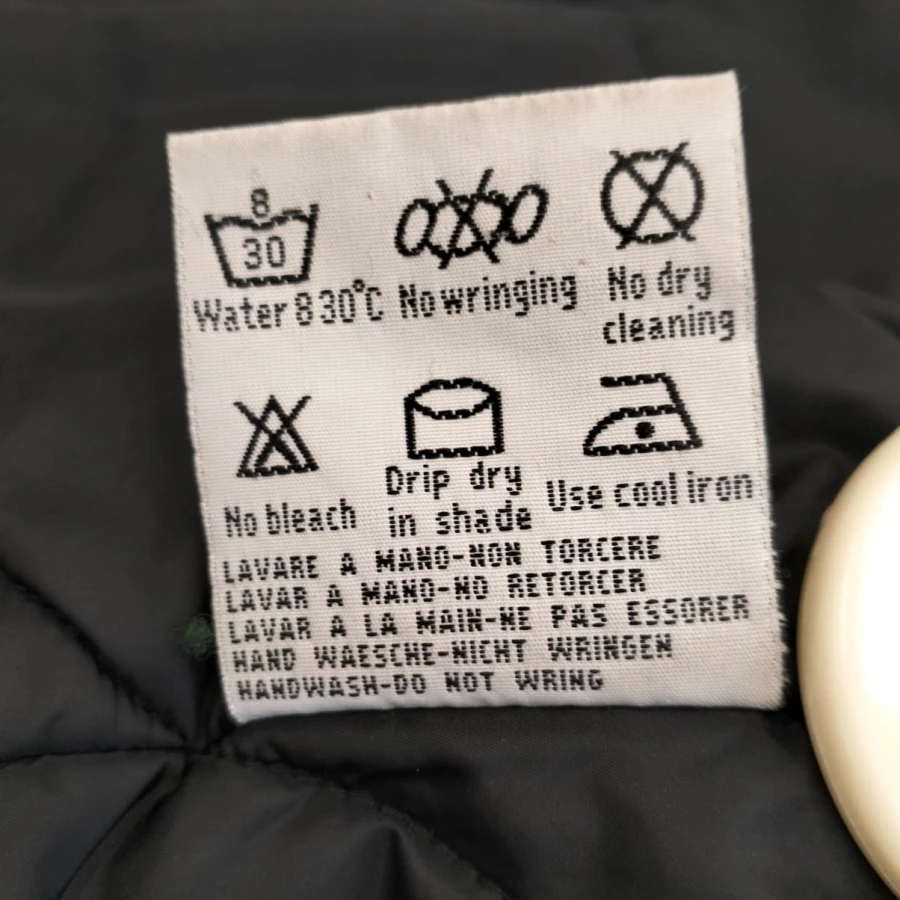 8
30
Water 8 30°C No wringing No dry
cleaning
No bleach Drip dry
in shade Use cool iron
LAVARE A MANO-NON TORCERE
LAVAR A MANO-NO RETORCER
LAVAR A LA MAIN-NE PAS ESSORER
HAND WAESCHE-NICHT WRINGEN
HANDWASH-DO NOT WRING